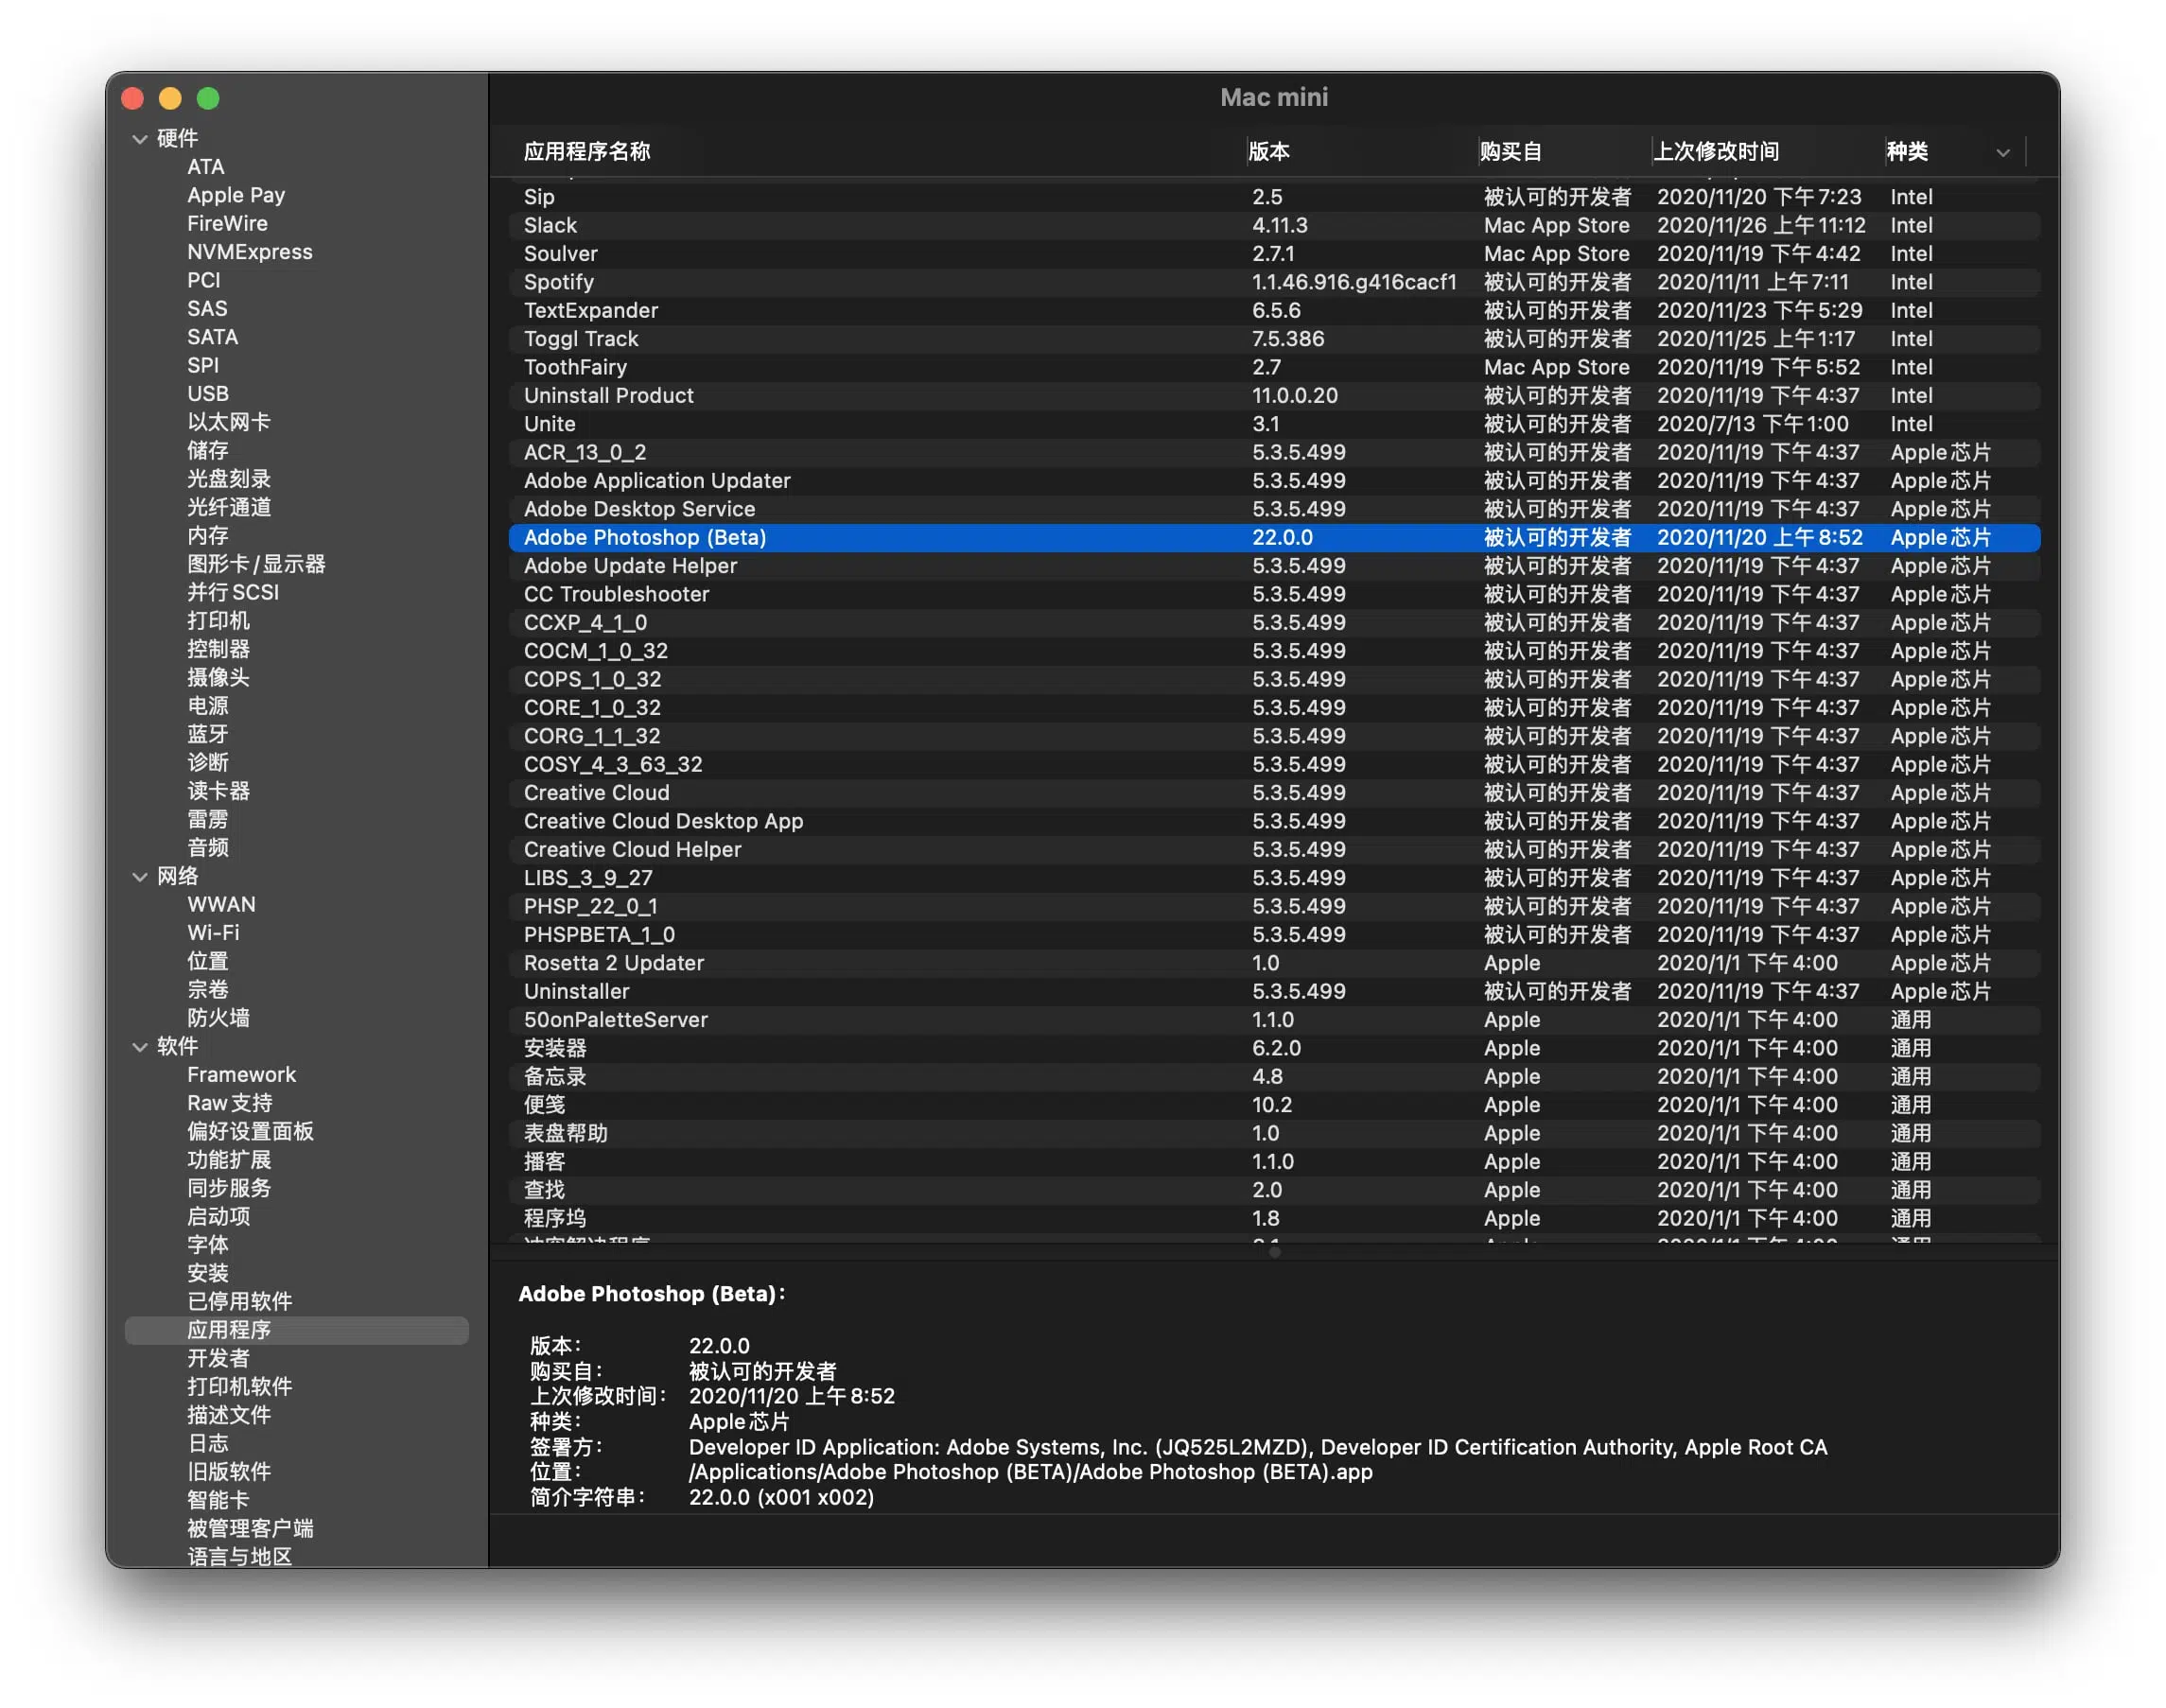 Mac mini
硬件
ATA
Apple Pay
FireWire
NVMExpress
PCI
SAS
SATA
SPI
USB
以太网卡
储存
光盘刻录
光纤通道
内存
图形卡/显示器
并行SCSI
打印机
控制器
摄像头
电源
蓝牙
诊断
读卡器
雷雳
音频
网络
WWAN
Wi-Fi
位置
宗卷
防火墙
软件
Framework
Raw支持
偏好设置面板
功能扩展
同步服务
启动项
字体
安装
已停用软件
应用程序
开发者
打印机软件
描述文件
日志
旧版软件
智能卡
被管理客户端
语言与地区
应用程序名称 版本 购买自 上次修改时间 种类
Sip 2.5 被认可的开发者 2020/11/20 下午7:23 Intel
Slack 4.11.3 Mac App Store 2020/11/26 上午11:12 Intel
Soulver 2.7.1 Mac App Store 2020/11/19 下午4:42 Intel
Spotify 1.1.46.916.g416cacf1 被认可的开发者 2020/11/11 上午7:11 Intel
TextExpander 6.5.6 被认可的开发者 2020/11/23 下午5:29 Intel
Toggl Track 7.5.386 被认可的开发者 2020/11/25 上午1:17 Intel
ToothFairy 2.7 Mac App Store 2020/11/19 下午5:52 Intel
Uninstall Product 11.0.0.20 被认可的开发者 2020/11/19 下午4:37 Intel
Unite 3.1 被认可的开发者 2020/7/13 下午1:00 Intel
ACR_13_0_2 5.3.5.499 被认可的开发者 2020/11/19 下午4:37 Apple芯片
Adobe Application Updater 5.3.5.499 被认可的开发者 2020/11/19 下午4:37 Apple芯片
Adobe Desktop Service 5.3.5.499 被认可的开发者 2020/11/19 下午4:37 Apple芯片
Adobe Photoshop (Beta) 22.0.0 被认可的开发者 2020/11/20 上午8:52 Apple芯片
Adobe Update Helper 5.3.5.499 被认可的开发者 2020/11/19 下午4:37 Apple芯片
CC Troubleshooter 5.3.5.499 被认可的开发者 2020/11/19 下午4:37 Apple芯片
CCXP_4_1_0 5.3.5.499 被认可的开发者 2020/11/19 下午4:37 Apple芯片
COCM_1_0_32 5.3.5.499 被认可的开发者 2020/11/19 下午4:37 Apple芯片
COPS_1_0_32 5.3.5.499 被认可的开发者 2020/11/19 下午4:37 Apple芯片
CORE_1_0_32 5.3.5.499 被认可的开发者 2020/11/19 下午4:37 Apple芯片
CORG_1_1_32 5.3.5.499 被认可的开发者 2020/11/19 下午4:37 Apple芯片
COSY_4_3_63_32 5.3.5.499 被认可的开发者 2020/11/19 下午4:37 Apple芯片
Creative Cloud 5.3.5.499 被认可的开发者 2020/11/19 下午4:37 Apple芯片
Creative Cloud Desktop App 5.3.5.499 被认可的开发者 2020/11/19 下午4:37 Apple芯片
Creative Cloud Helper 5.3.5.499 被认可的开发者 2020/11/19 下午4:37 Apple芯片
LIBS_3_9_27 5.3.5.499 被认可的开发者 2020/11/19 下午4:37 Apple芯片
PHSP_22_0_1 5.3.5.499 被认可的开发者 2020/11/19 下午4:37 Apple芯片
PHSPBETA_1_0 5.3.5.499 被认可的开发者 2020/11/19 下午4:37 Apple芯片
Rosetta 2 Updater 1.0 Apple 2020/1/1 下午4:00 Apple芯片
Uninstaller 5.3.5.499 被认可的开发者 2020/11/19 下午4:37 Apple芯片
50onPaletteServer 1.1.0 Apple 2020/1/1 下午4:00 通用
安装器 6.2.0 Apple 2020/1/1 下午4:00 通用
备忘录 4.8 Apple 2020/1/1 下午4:00 通用
便笺 10.2 Apple 2020/1/1 下午4:00 通用
表盘帮助 1.0 Apple 2020/1/1 下午4:00 通用
播客 1.1.0 Apple 2020/1/1 下午4:00 通用
查找 2.0 Apple 2020/1/1 下午4:00 通用
程序坞 1.8 Apple 2020/1/1 下午4:00 通用
Adobe Photoshop (Beta)：
版本： 22.0.0
购买自： 被认可的开发者
上次修改时间： 2020/11/20 上午8:52
种类： Apple芯片
签署方： Developer ID Application: Adobe Systems, Inc. (JQ525L2MZD), Developer ID Certification Authority, Apple Root CA
位置： /Applications/Adobe Photoshop (BETA)/Adobe Photoshop (BETA).app
简介字符串： 22.0.0 (x001 x002)